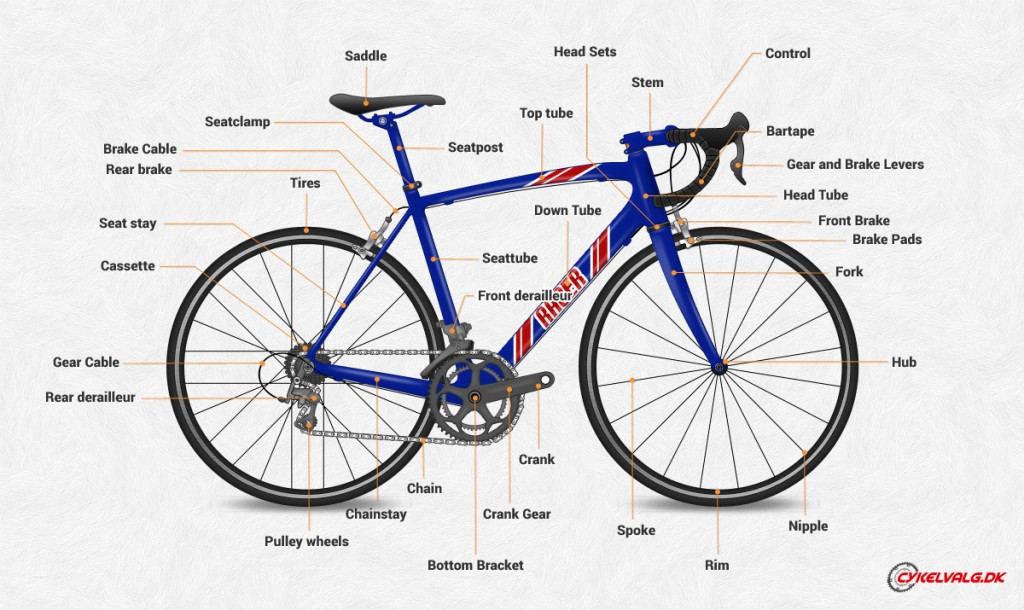 Saddle
Head Sets
Control
Stem
Top tube
Seatclamp
Bartape
Brake Cable
Seatpost
Gear and Brake Levers
Rear brake
Tires
Head Tube
Down Tube
Seat stay
Front Brake
Brake Pads
Seattube
Cassette
Fork
Front derailleur
RACER
Gear Cable
Hub
Rear derailleur
Crank
Chain
Chainstay
Crank Gear
Nipple
Spoke
Pulley wheels
Bottom Bracket
Rim
CYKELVALG.DK